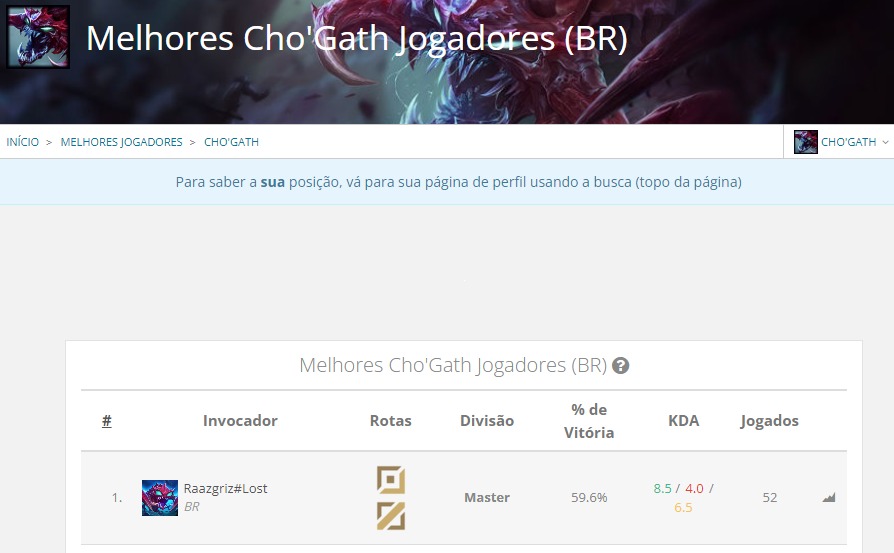 Melhores Cho'Gath Jogadores (BR)
INÍCIO > MELHORES JOGADORES > CHO'GATH
CHO'GATH
Para saber a sua posição, vá para sua página de perfil usando a busca (topo da página)
Melhores Cho'Gath Jogadores (BR) ?
# Invocador Rotas Divisão % de Vitória KDA Jogados
1. Raazgriz#Lost Master 59.6% 8.5 / 4.0 / 6.5 52
BR